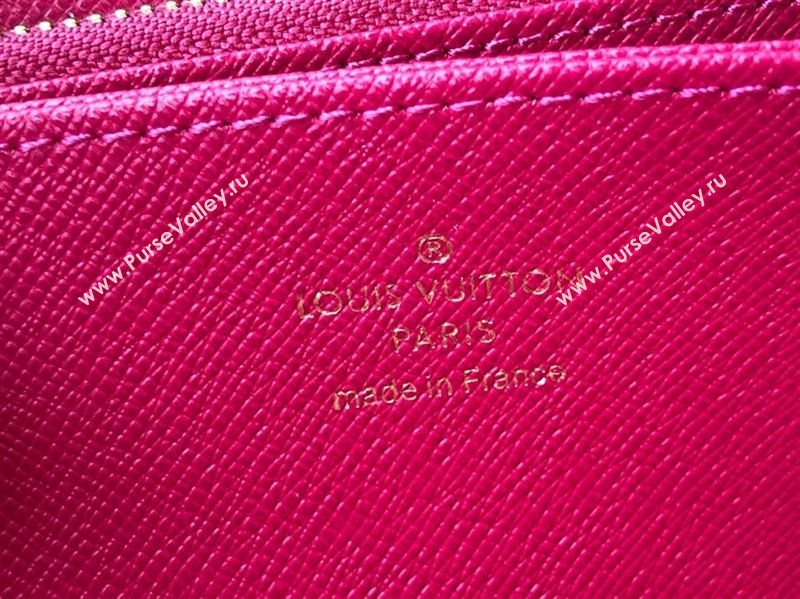 www.PurseValley.ru
www.PurseValley.ru
®
LOUIS VUITTON
PARIS
made in France